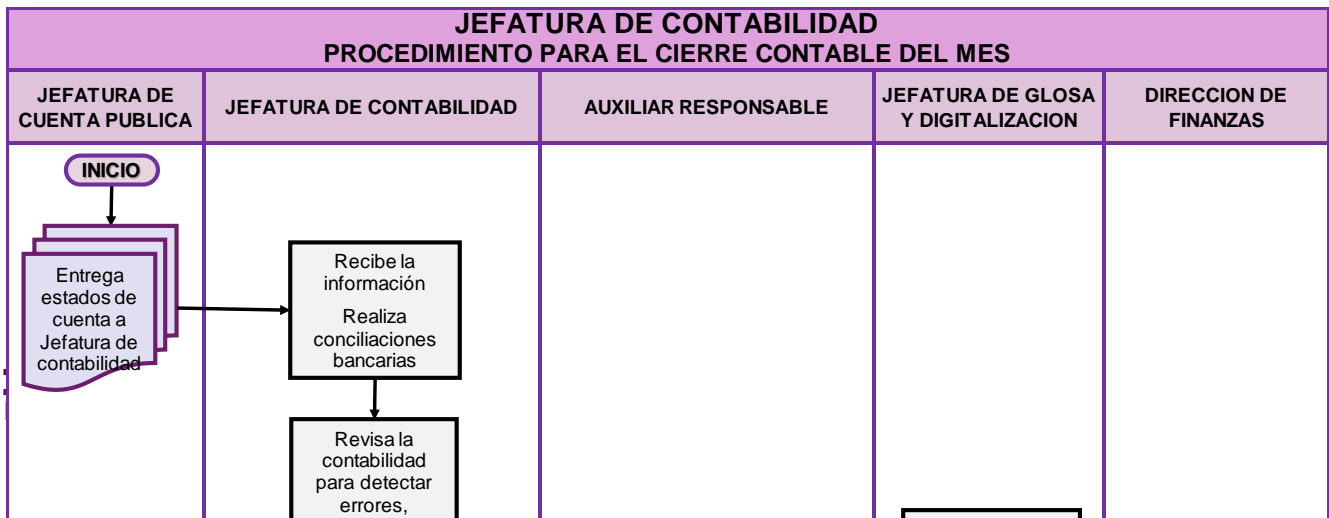 JEFATURA DE CONTABILIDAD
PROCEDIMIENTO PARA EL CIERRE CONTABLE DEL MES
JEFATURA DE
CUENTA PUBLICA
JEFATURA DE CONTABILIDAD
AUXILIAR RESPONSABLE
JEFATURA DE GLOSA
Y DIGITALIZACION
DIRECCION DE
FINANZAS
INICIO
Entrega
estados de
cuenta a
Jefatura de
contabilidad
Recibe la
información
Realiza
conciliaciones
bancarias
Revisa la
contabilidad
para detectar
errores,